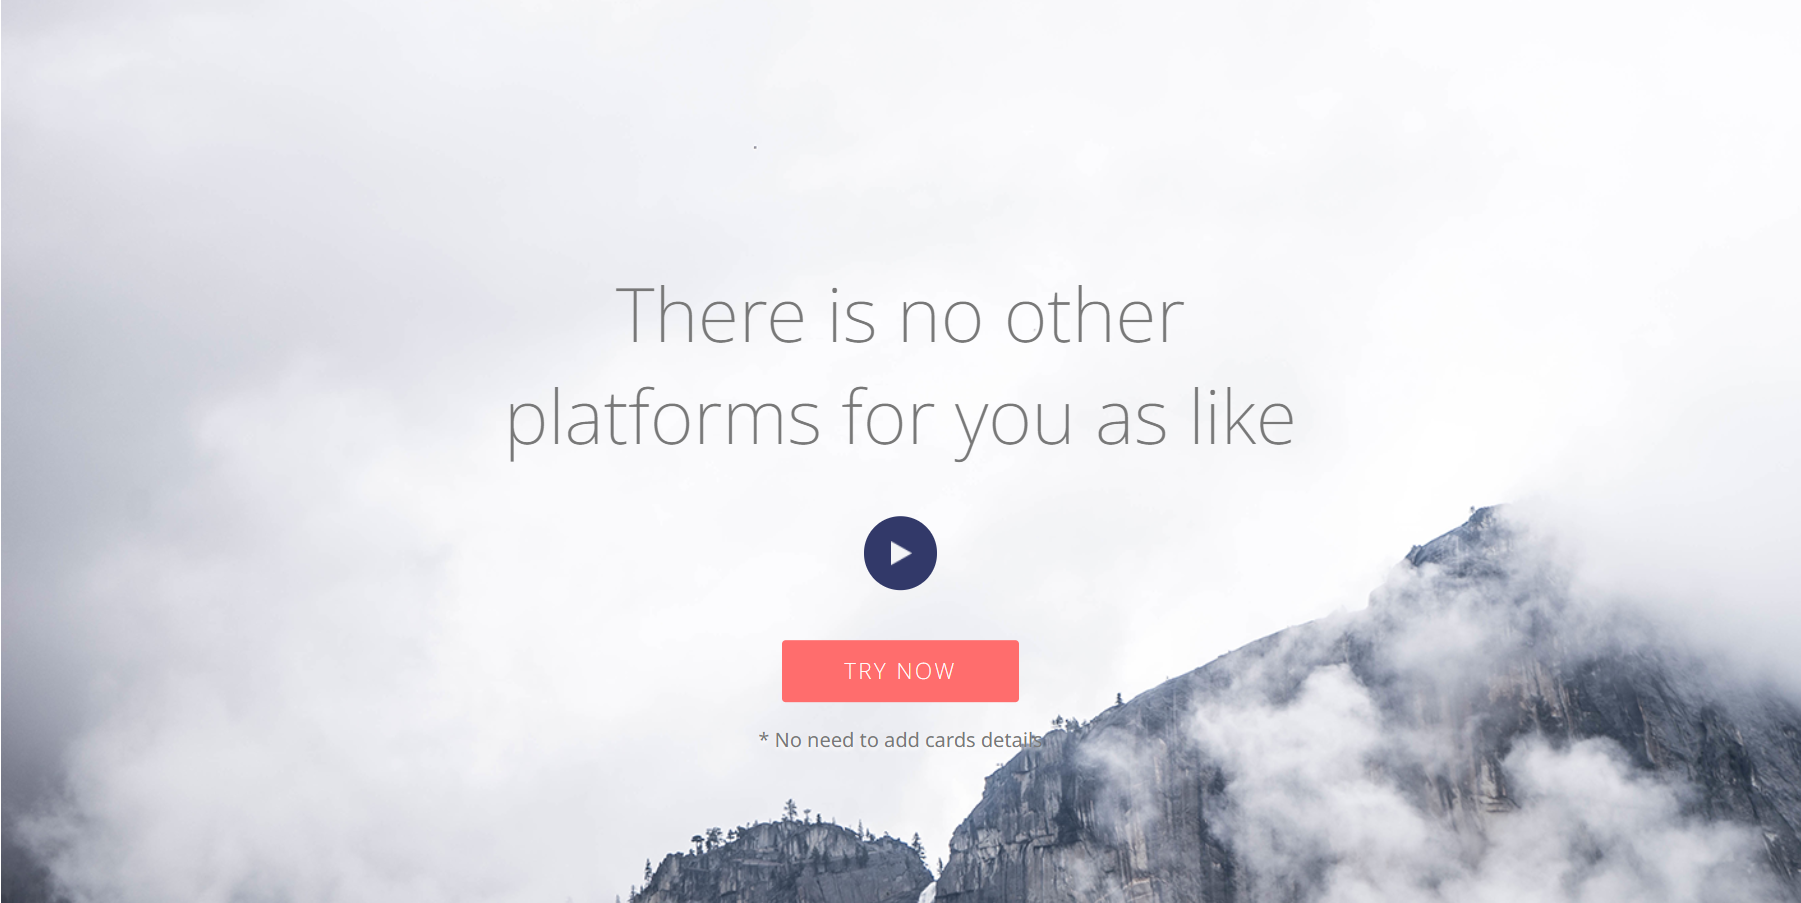 There is no other
platforms for you as like
TRY NOW
* No need to add cards details